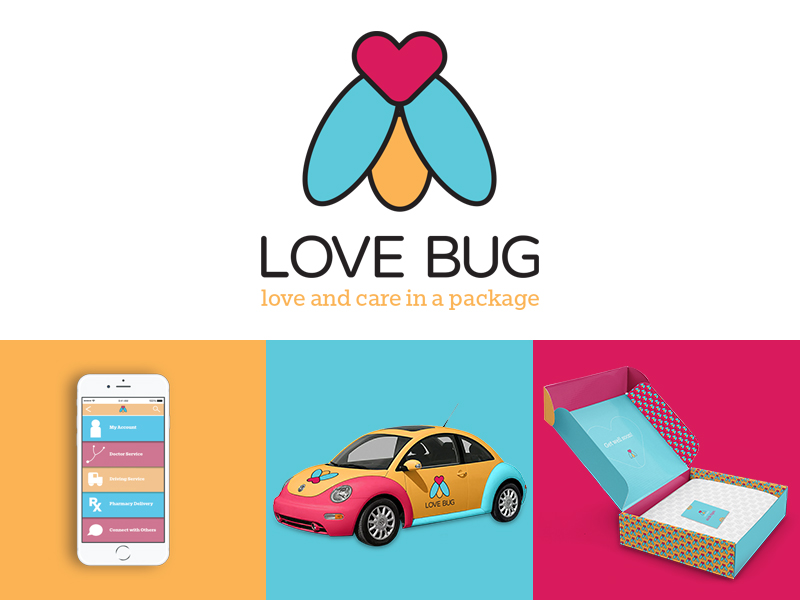 LOVE BUG
love and care in a package
My Account
Doctor Service
Driving Service
Pharmacy Delivery
Connect with Others
LOVE BUG
Get well soon!